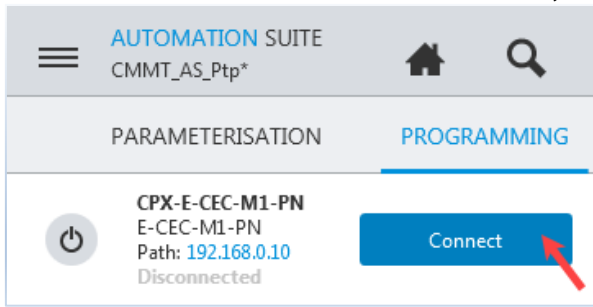 AUTOMATION SUITE
CMMT_AS_Ptp*
PARAMETERISATION PROGRAMMING
CPX-E-CEC-M1-PN
E-CEC-M1-PN
Path: 192.168.0.10
Disconnected
Connect